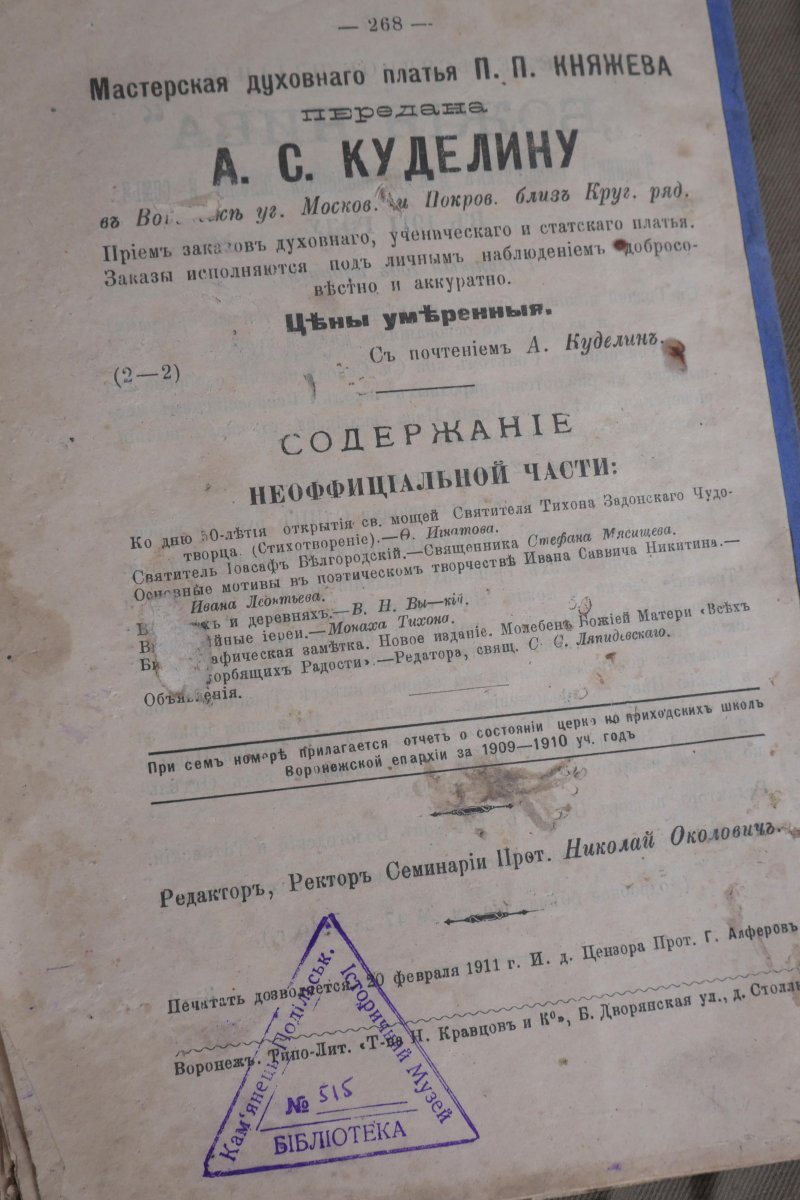 — 268 —
Мастерская духовнаго платья П. П. КНЯЖЕВА
передана
А. С. КУДЕЛИНУ
въ уг. Москов. и Покров. близъ Круг. ряд.
Пріемъ заказовъ духовнаго, ученическаго и статскаго платья.
Заказы исполняются подъ личнымъ наблюденіемъ добросо-
вѣстно и аккуратно.
Цѣны умѣренныя.
Съ почтеніемъ А. Куделинъ.
(2—2)
СОДЕРЖАНІЕ
НЕОФФИЦІАЛЬНОЙ ЧАСТИ:
Ко дню 50-лѣтія открытія св. мощей Святителя Тихона Задонскаго Чудо-
творца. (Стихотвореніе).—Ѳ. Игнатова.
Святитель Іоасафъ Бѣлгородскій.—Священника Стефана Мясищева.
Основные мотивы въ поэтическомъ творчествѣ Ивана Саввича Никитина.—
Ивана Леонтьева.
и деревняхъ.—В. Н. Вы—кій.
іереи.—Монаха Тихона.
замѣтка. Новое изданіе. Молебенъ Божіей Матери «Всѣхъ
Радости».—Редатора, свящ. С. Е. Ляпидевскаго.
Объявленія.
При семъ номерѣ прилагается отчетъ о состояніи церковно приходскихъ школъ
Воронежской епархіи за 1909—1910 уч. годъ
Редакторъ, Ректоръ Семинаріи Прот. Николай Околовичъ.
Печатать дозволяется, 20 февраля 1911 г. И. д. Цензора Прот. Г. Алферовъ
Воронежъ. Типо-Лит. «Т-ва Н. Кравцовъ и Ко», Б. Дворянская ул., д. Столль
Кам'янець-Подільськ. Історичний Музей
№ 515
БІБЛІОТЕКА